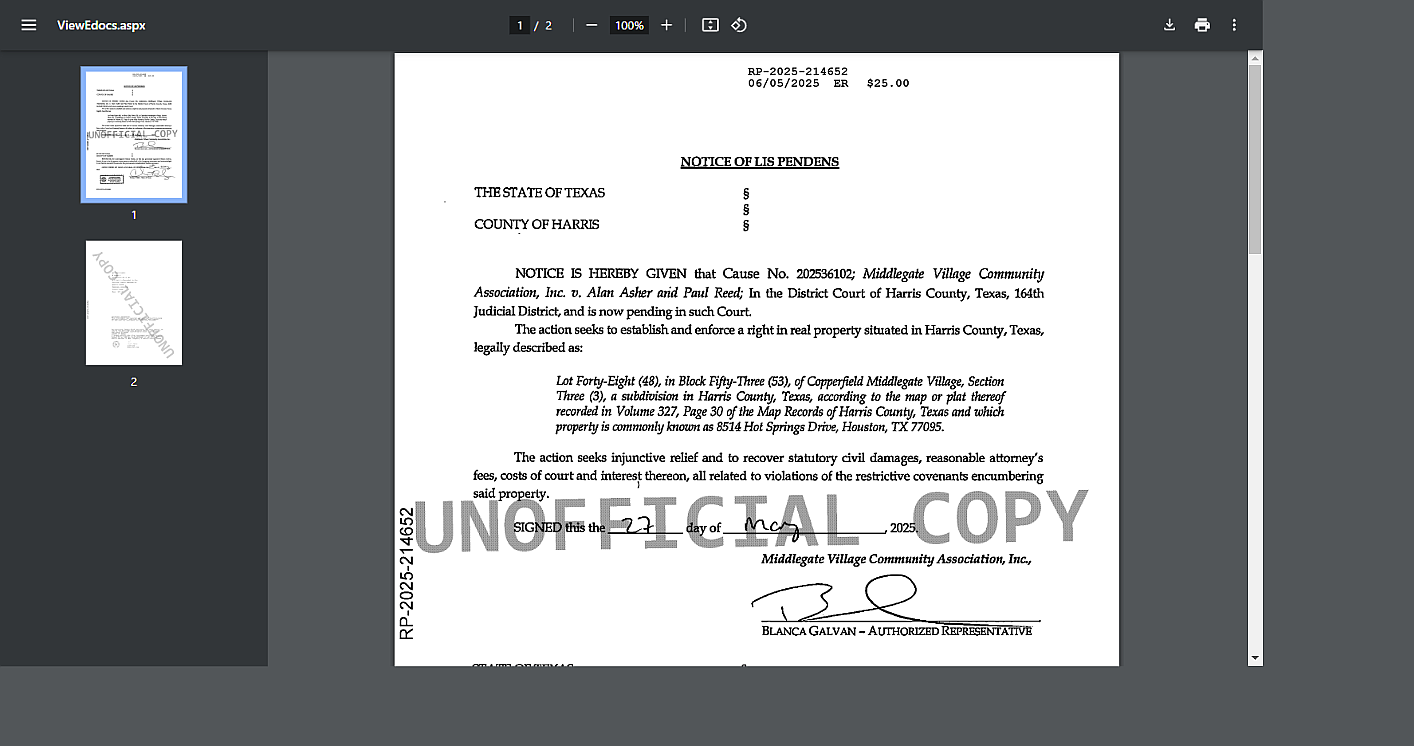 ViewEdocs.aspx
1 / 2
100%
1
2
RP-2025-214652
06/05/2025 ER $25.00
NOTICE OF LIS PENDENS
THE STATE OF TEXAS §
§
COUNTY OF HARRIS §
NOTICE IS HEREBY GIVEN that Cause No. 202536102; Middlegate Village Community
Association, Inc. v. Alan Asher and Paul Reed; In the District Court of Harris County, Texas, 164th
Judicial District, and is now pending in such Court.
The action seeks to establish and enforce a right in real property situated in Harris County, Texas,
legally described as:
Lot Forty-Eight (48), in Block Fifty-Three (53), of Copperfield Middlegate Village, Section
Three (3), a subdivision in Harris County, Texas, according to the map or plat thereof
recorded in Volume 327, Page 30 of the Map Records of Harris County, Texas and which
property is commonly known as 8514 Hot Springs Drive, Houston, TX 77095.
The action seeks injunctive relief and to recover statutory civil damages, reasonable attorney's
fees, costs of court and interest thereon, all related to violations of the restrictive covenants encumbering
said property.
UNOFFICIAL COPY
SIGNED this the 27 day of May, 2025.
Middlegate Village Community Association, Inc.,
BLANCA GALVAN – AUTHORIZED REPRESENTATIVE
RP-2025-214652
STATE OF TEXAS §
UNOFFICIAL COPY
UNOFFICIAL COPY